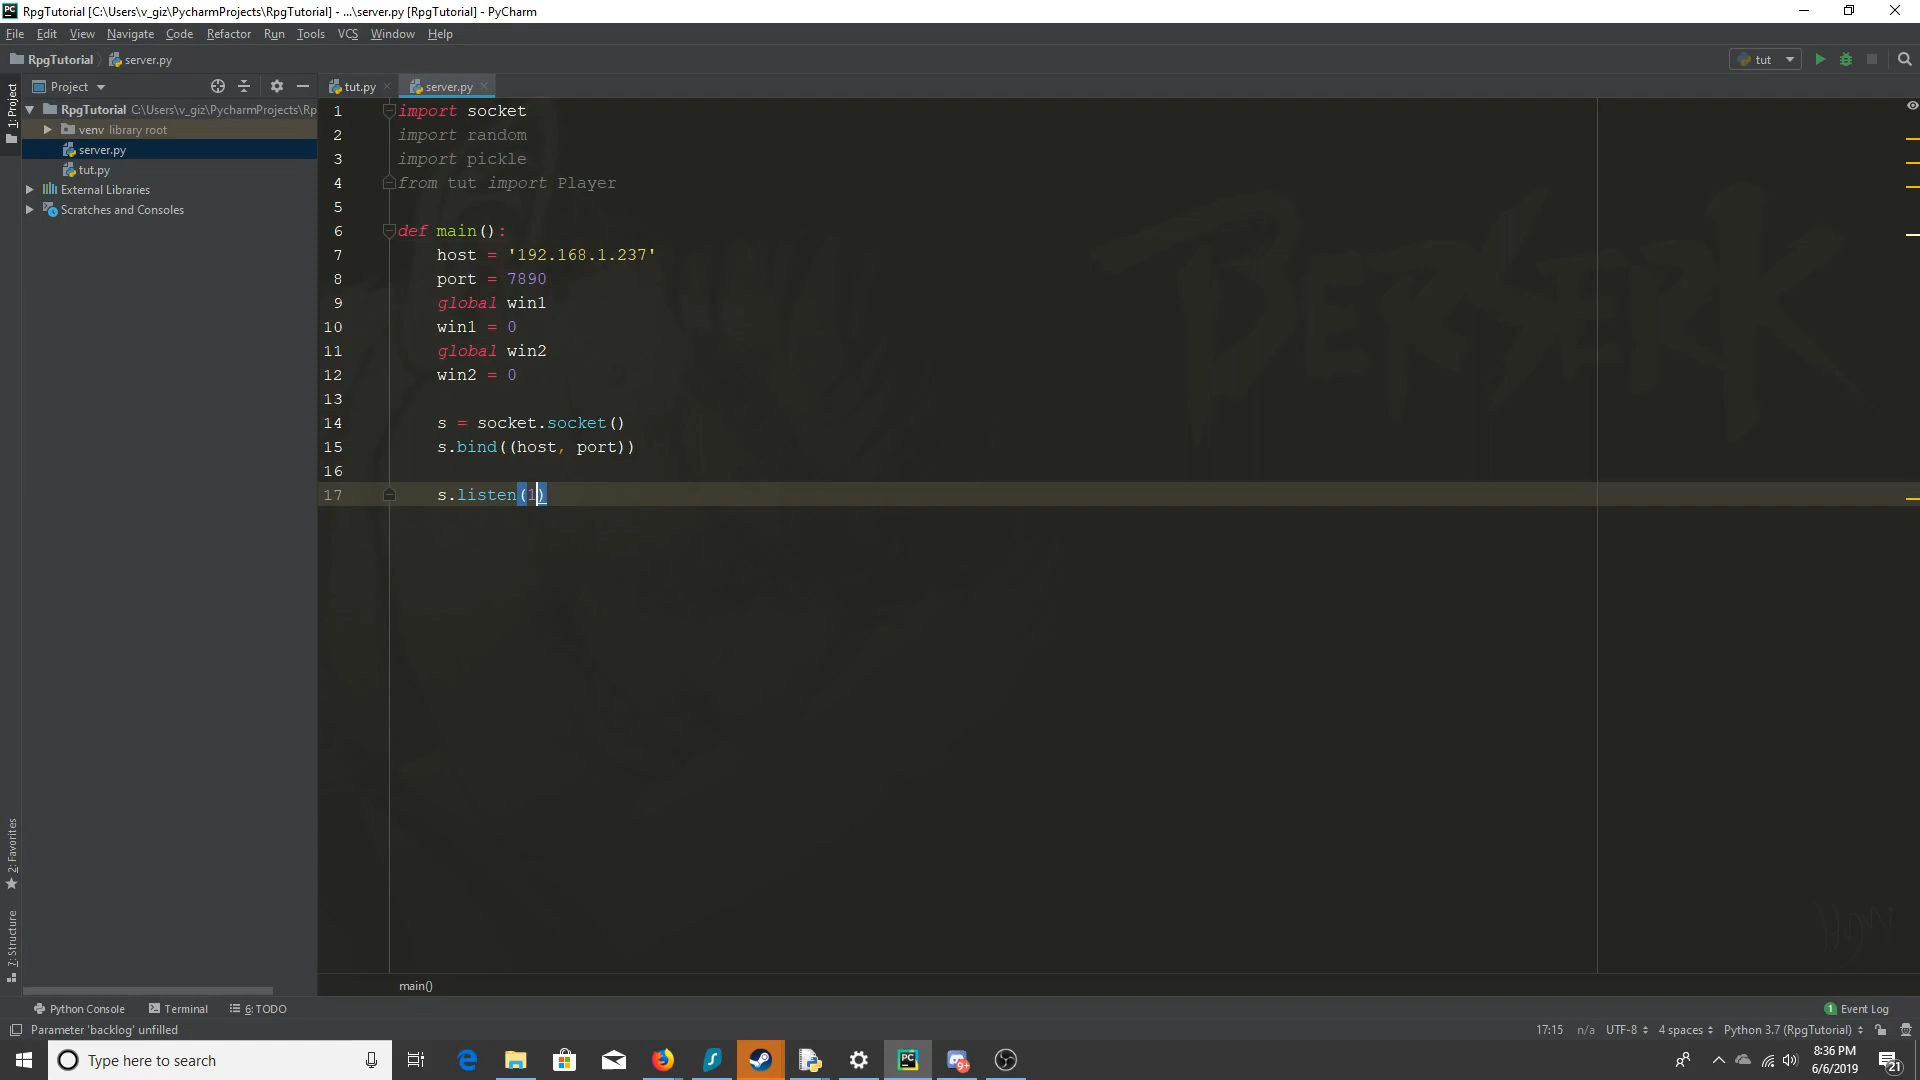 RpgTutorial [C:\Users\v_giz\PycharmProjects\RpgTutorial] - ...\server.py [RpgTutorial] - PyCharm
File Edit View Navigate Code Refactor Run Tools VCS Window Help
RpgTutorial server.py tut
Project tut.py server.py
1: Project
RpgTutorial C:\Users\v_giz\PycharmProjects\Rp
venv library root
server.py
tut.py
External Libraries
Scratches and Consoles
1 import socket
2 import random
3 import pickle
4 from tut import Player
5
6 def main():
7 host = '192.168.1.237'
8 port = 7890
9 global win1
10 win1 = 0
11 global win2
12 win2 = 0
13
14 s = socket.socket()
15 s.bind((host, port))
16
17 s.listen(1)
BERSERK
2: Favorites
7: Structure
main()
Python Console Terminal 6: TODO 1 Event Log
Parameter 'backlog' unfilled 17:15 n/a UTF-8 4 spaces Python 3.7 (RpgTutorial)
Type here to search PC 9+ 8:36 PM
6/6/2019 21